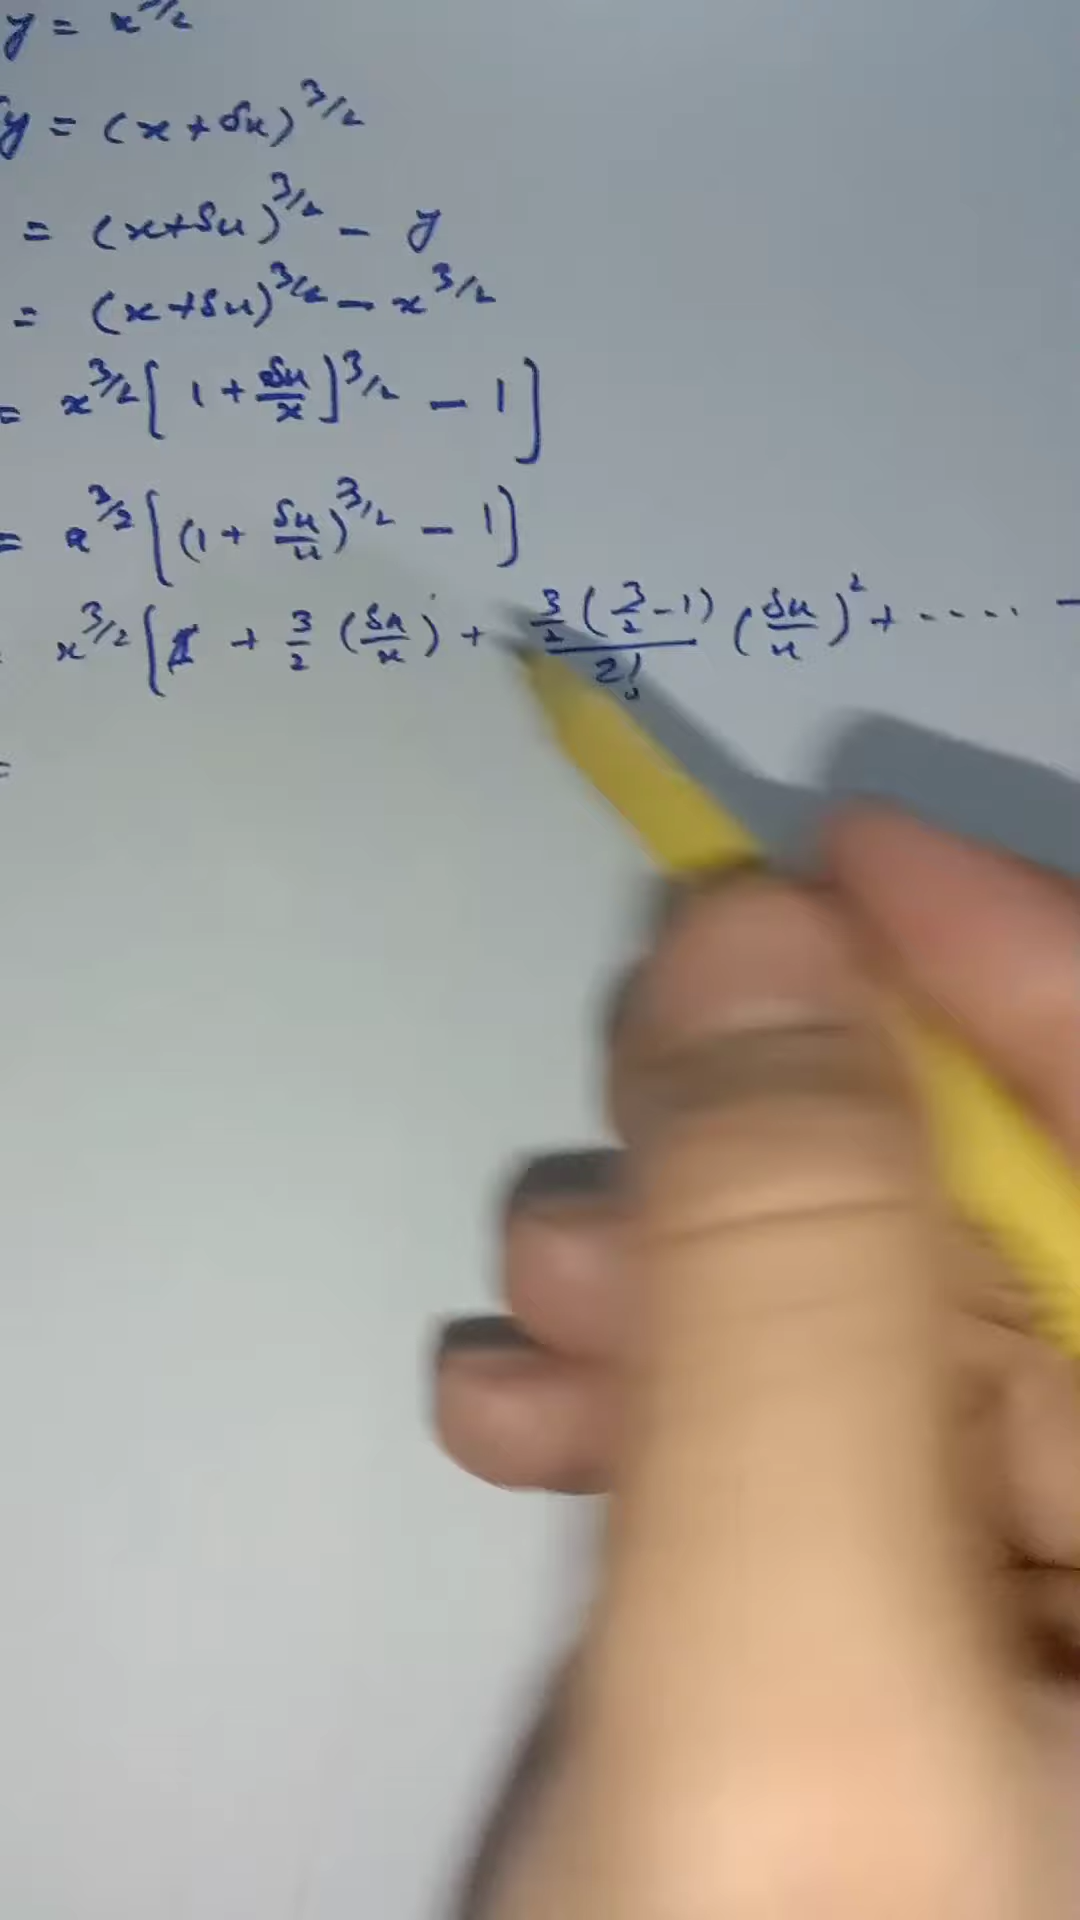 y = x^3/2
y = (x + δx)^3/2
= (x+δx)^3/2 - y
= (x+δx)^3/2 - x^3/2
= x^3/2 [ 1 + δx/x ]^3/2 - 1 ]
= x^3/2 [ (1 + δx/x)^3/2 - 1 ]
x^3/2 [ 1 + 3/2 (δx/x) + 3/2 (3/2 - 1) / 2! (δx/x)^2 + ..... -
=